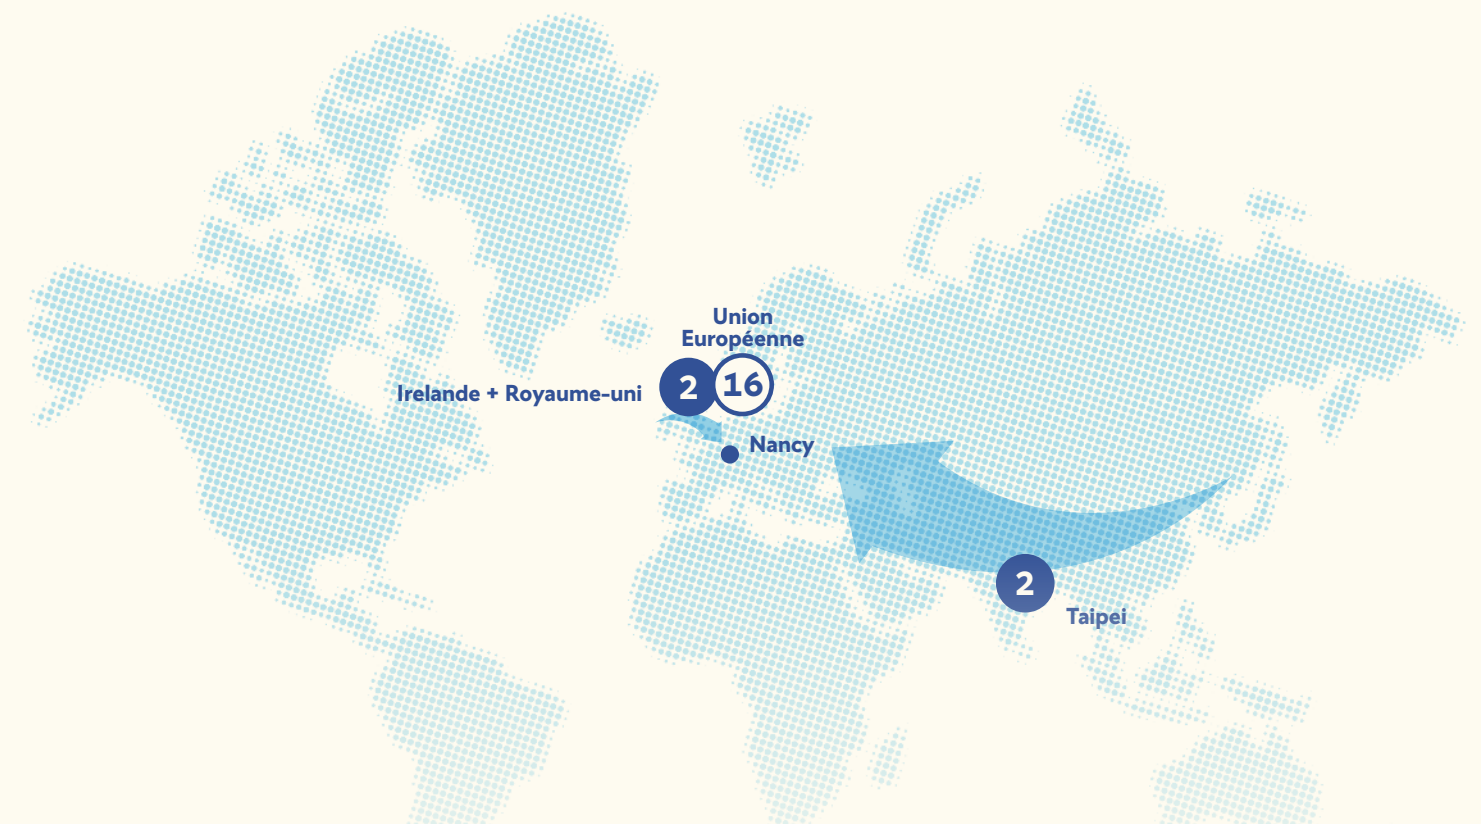 Union
Européenne
Irelande + Royaume-uni
2
16
Nancy
2
Taipei